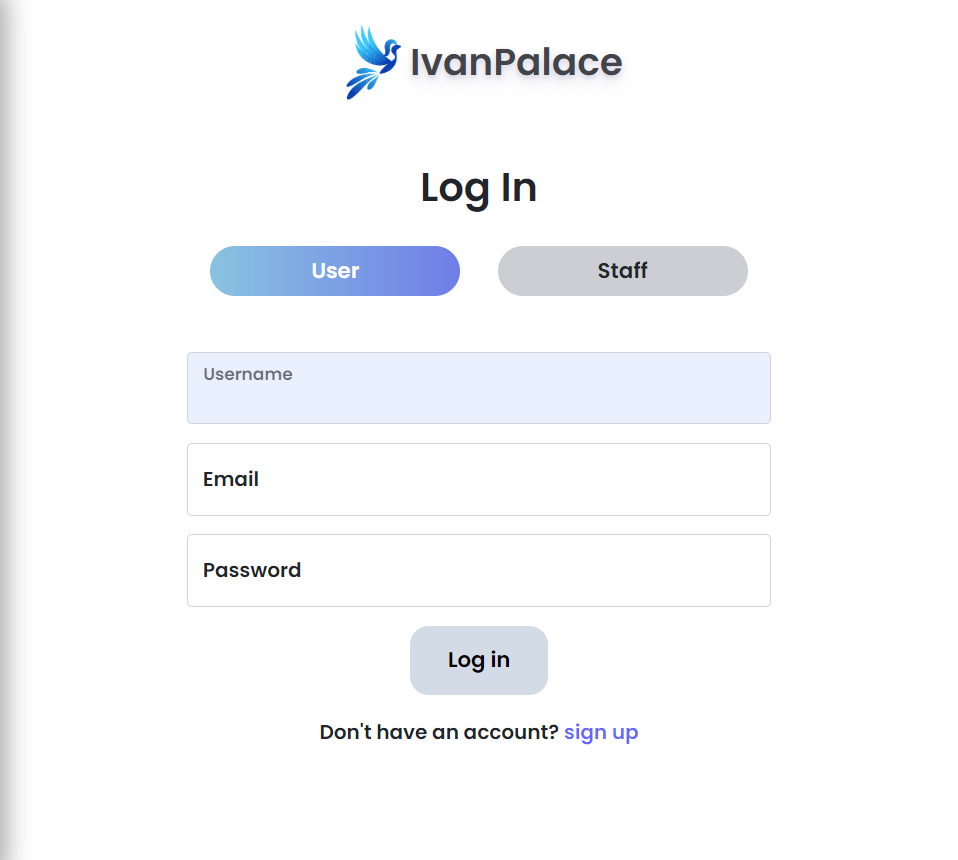 IvanPalace
Log In
User
Staff
Username
Email
Password
Log in
Don't have an account? sign up